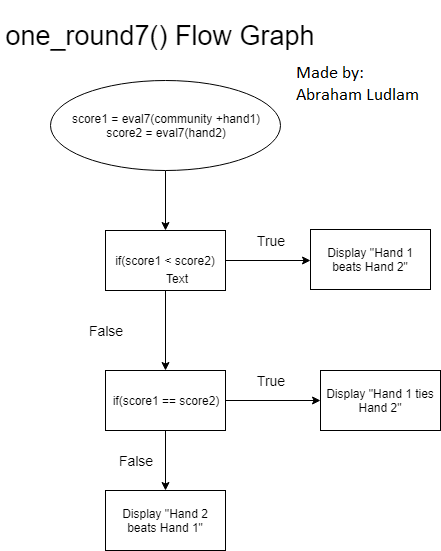 one_round7() Flow Graph
Made by:
Abraham Ludlam
score1 = eval7(community +hand1)
score2 = eval7(hand2)
if(score1 < score2)
Text
True
Display "Hand 1
beats Hand 2"
False
if(score1 == score2)
True
Display "Hand 1 ties
Hand 2"
False
Display "Hand 2
beats Hand 1"